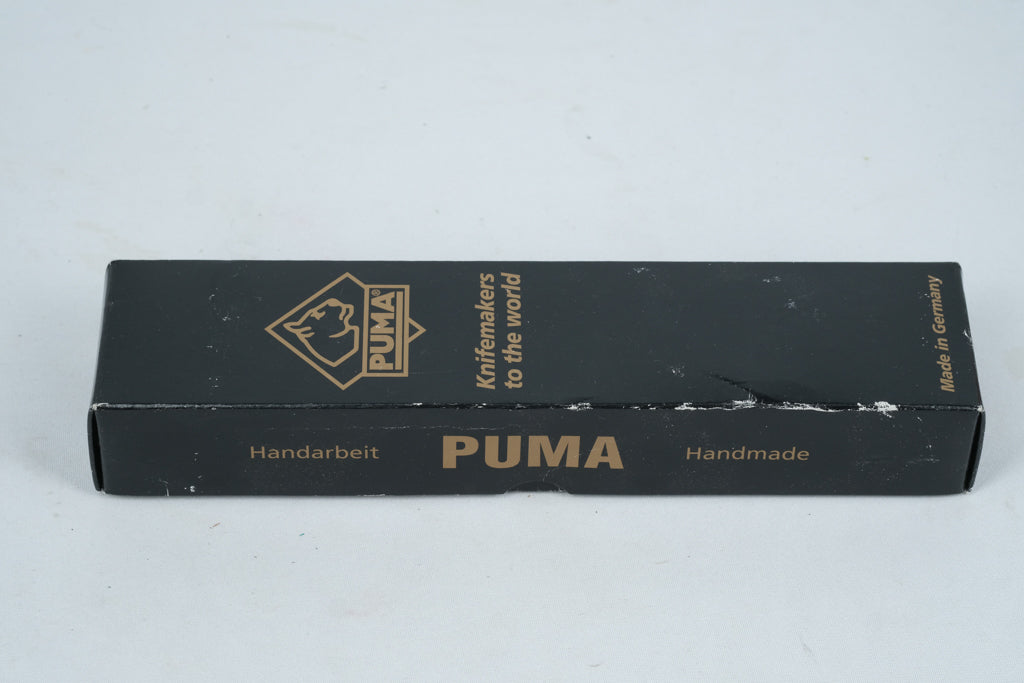 PUMA®
Knifemakers
to the world
Made in Germany
Handarbeit PUMA Handmade